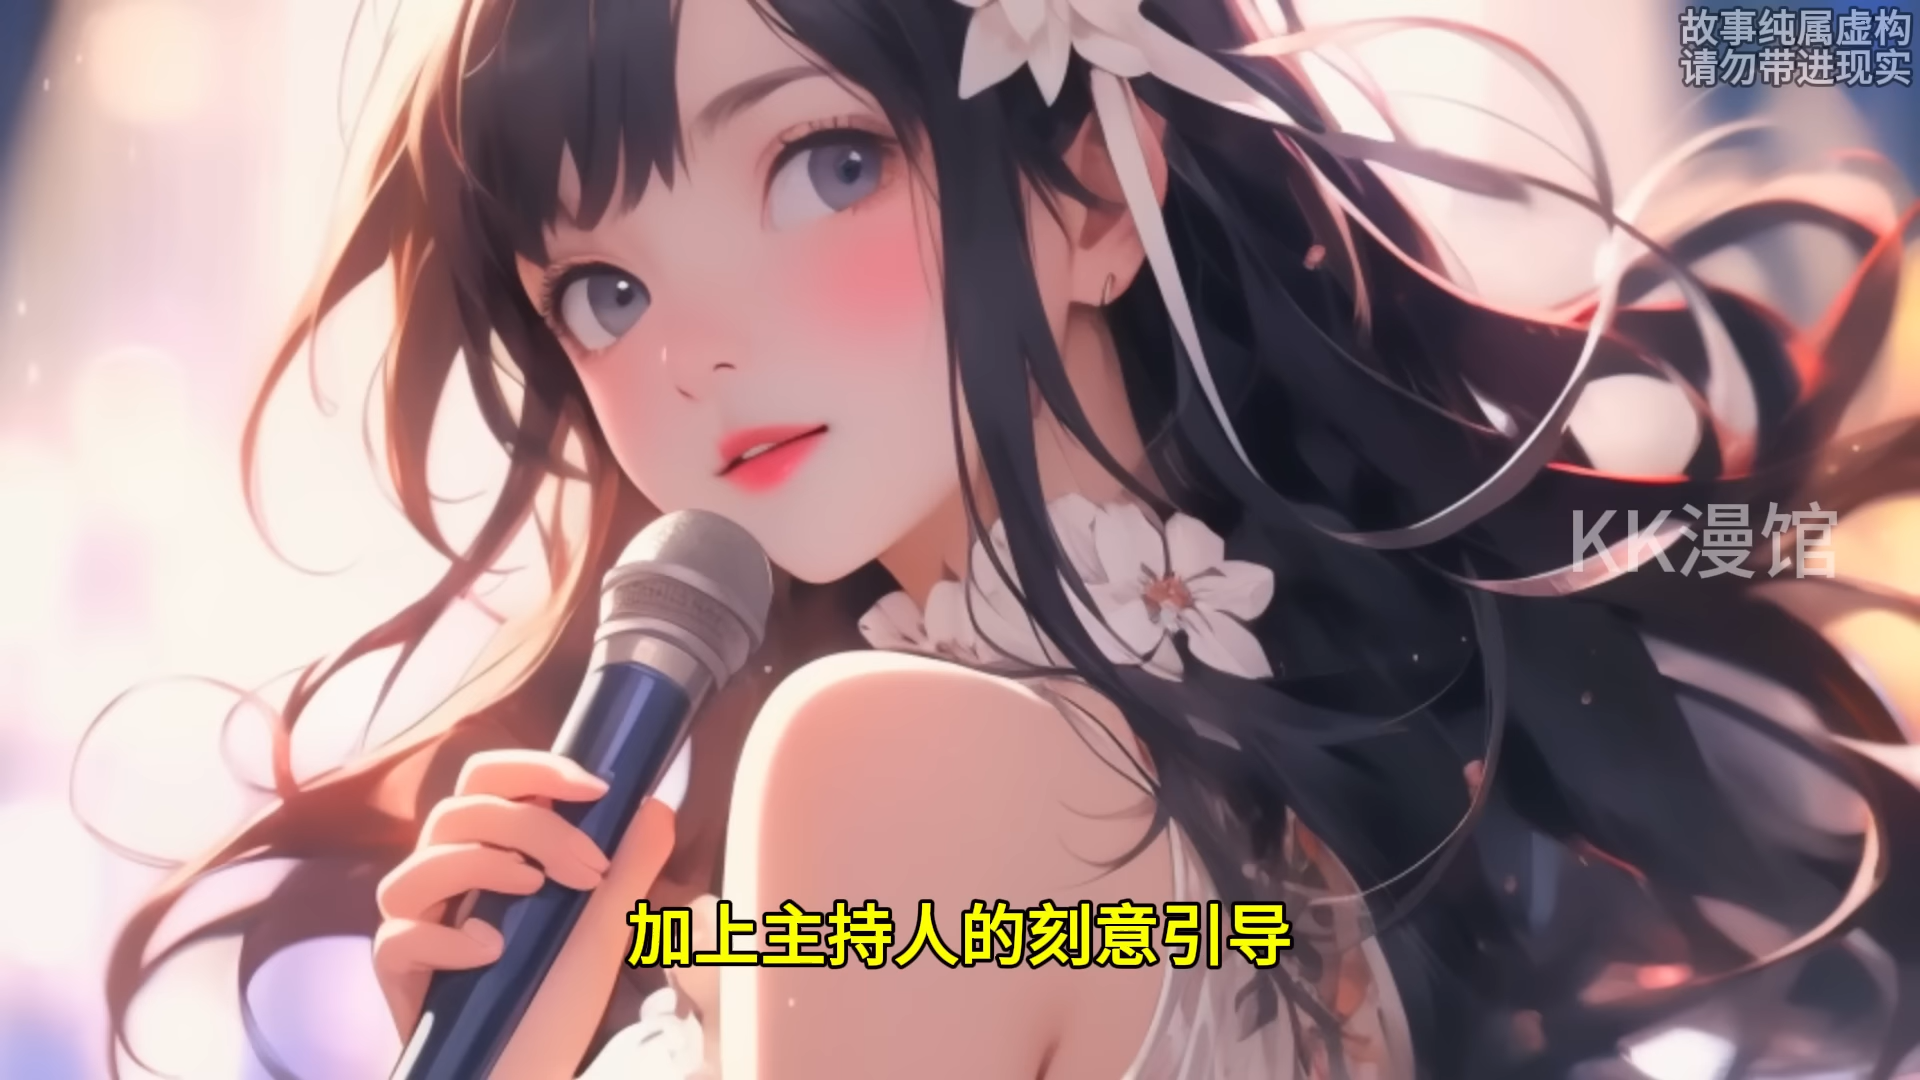 故事纯属虚构
请勿带进现实
KK漫馆
加上主持人的刻意引导